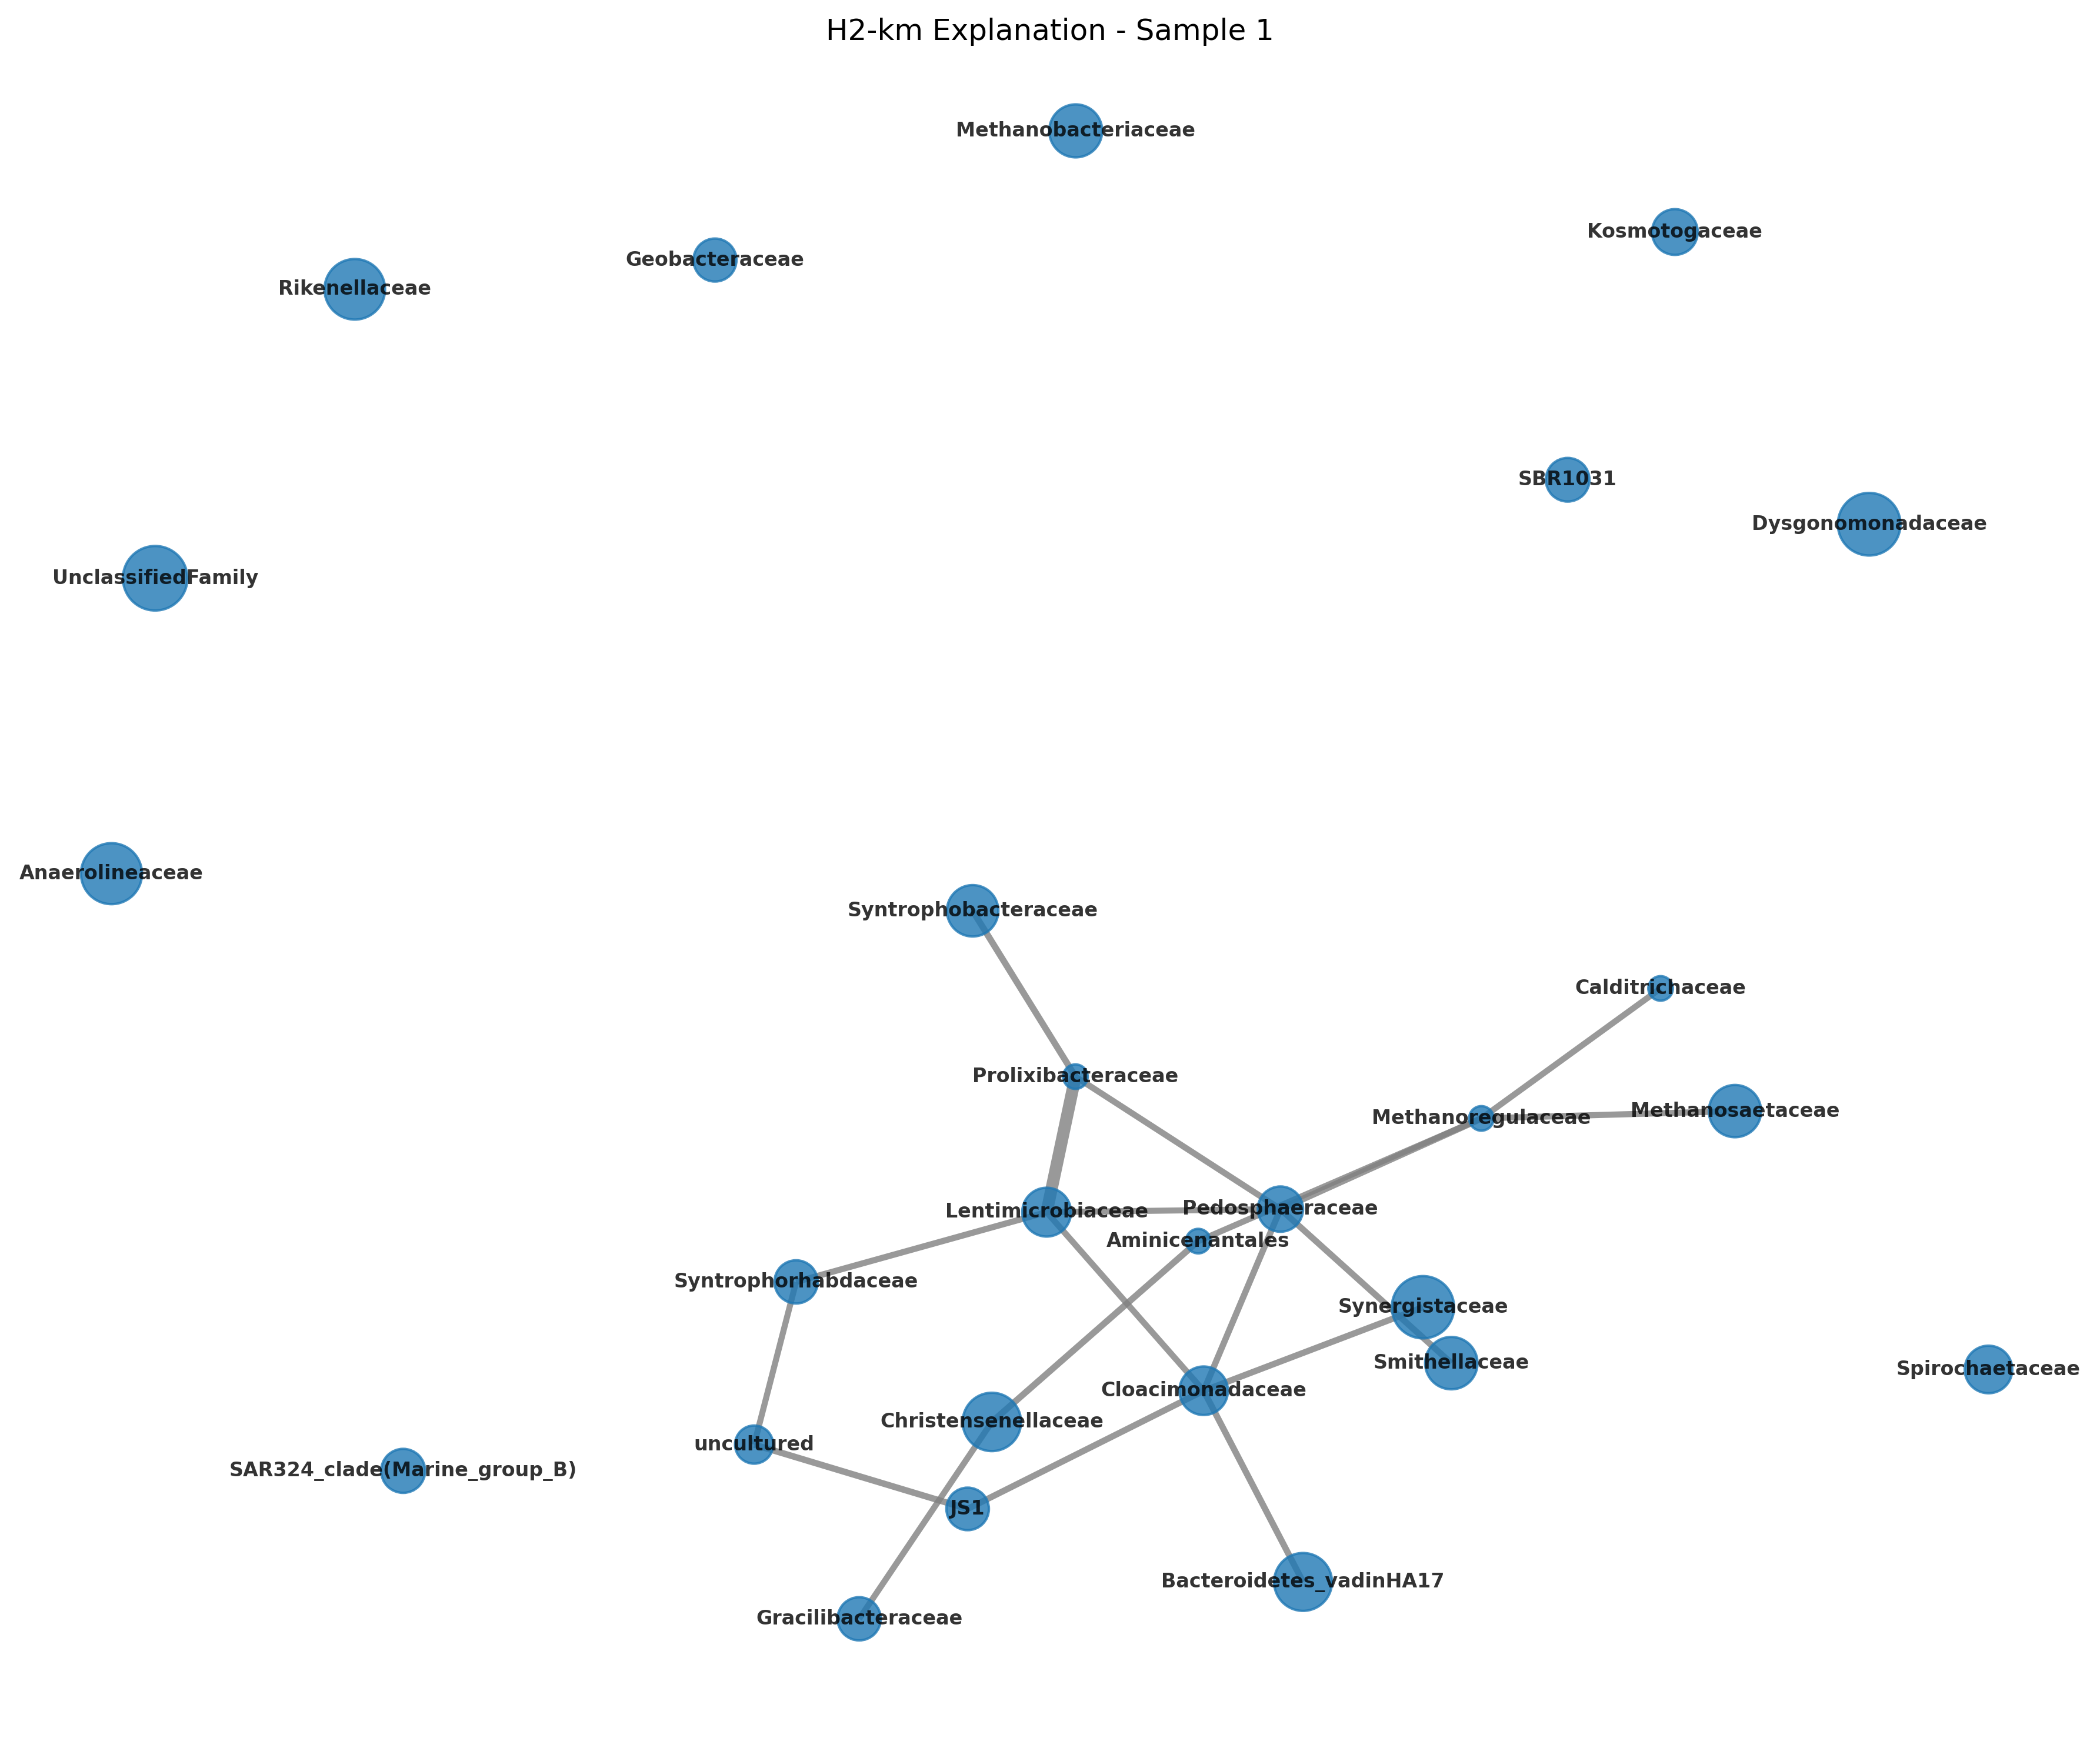 H2-km Explanation - Sample 1
Methanobacteriaceae
Kosmotogaceae
Geobacteraceae
Rikenellaceae
SBR1031
Dysgonomonadaceae
UnclassifiedFamily
Anaerolineaceae
Syntrophobacteraceae
Calditrichaceae
Prolixibacteraceae
Methanosaetaceae
Methanoregulaceae
Pedosphaeraceae
Lentimicrobiaceae
Aminicenantales
Syntrophorhabdaceae
Synergistaceae
Smithellaceae
Spirochaetaceae
Cloacimonadaceae
Christensenellaceae
uncultured
SAR324_clade(Marine_group_B)
JS1
Bacteroidetes_vadinHA17
Gracilibacteraceae